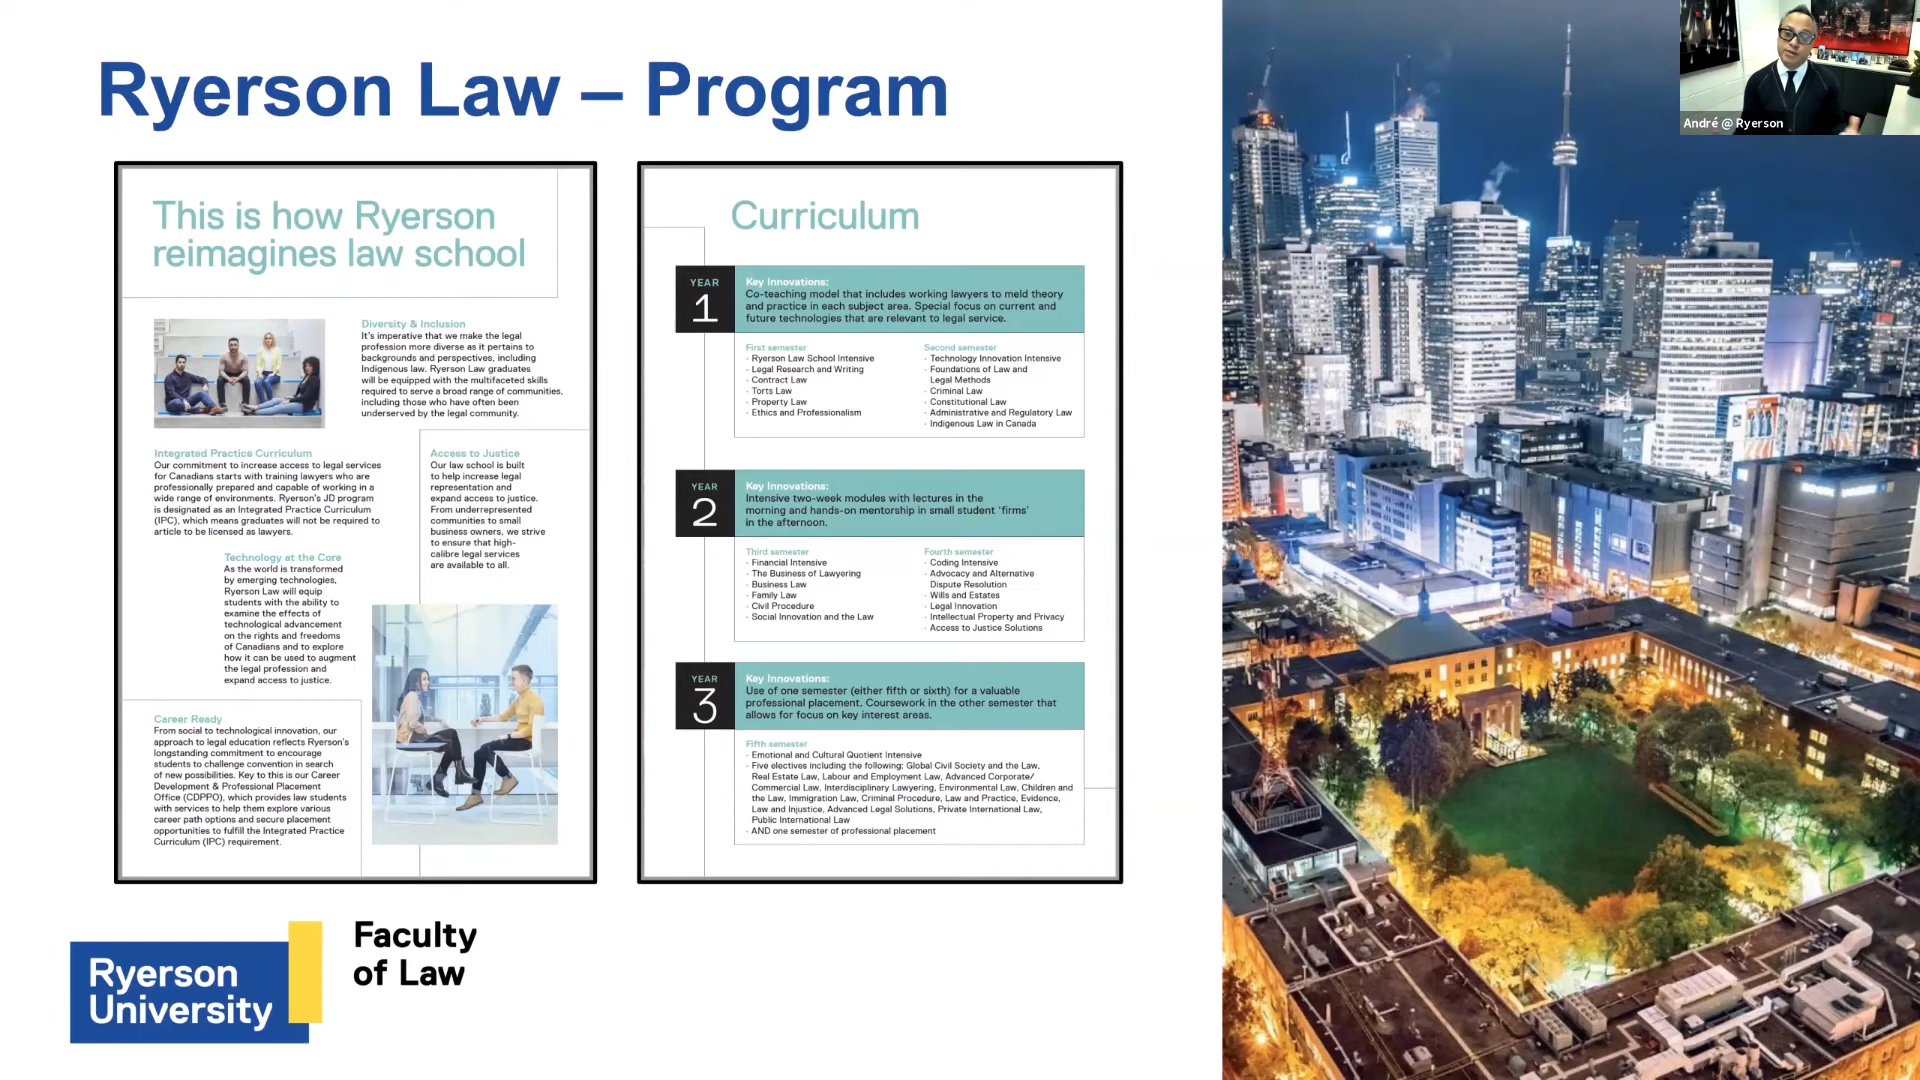 Ryerson Law – Program
André @ Ryerson
This is how Ryerson
reimagines law school
Diversity & Inclusion
It's imperative that we make the legal
profession more diverse as it pertains to
backgrounds and perspectives, including
Indigenous law. Ryerson Law graduates
will be equipped with the multifaceted skills
required to serve a broad range of communities,
including those who have often been
underserved by the legal community.
Integrated Practice Curriculum
Our commitment to increase access to legal services
for Canadians starts with training lawyers who are
professionally prepared and capable of working in a
wide range of environments. Ryerson's JD program
is designated as an Integrated Practice Curriculum
(IPC), which means graduates will not be required to
article to be licensed as lawyers.
Access to Justice
Our law school is built
to help increase legal
representation and
expand access to justice.
From underrepresented
communities to small
business owners, we strive
to ensure that high-
calibre legal services
are available to all.
Technology at the Core
As the world is transformed
by emerging technologies,
Ryerson Law will equip
students with the ability to
examine the effects of
technological advancement
on the rights and freedoms
of Canadians and to explore
how it can be used to augment
the legal profession and
expand access to justice.
Career Ready
From social to technological innovation, our
approach to legal education reflects Ryerson's
longstanding commitment to encourage
students to challenge convention in search
of new possibilities. Key to this is our Career
Development & Professional Placement
Office (CDPPO), which provides law students
with services to help them explore various
career path options and secure placement
opportunities to fulfill the Integrated Practice
Curriculum (IPC) requirement.
Curriculum
YEAR
1
Key Innovations:
Co-teaching model that includes working lawyers to meld theory
and practice in each subject area. Special focus on current and
future technologies that are relevant to legal service.
First semester
- Ryerson Law School Intensive
- Legal Research and Writing
- Contract Law
- Torts Law
- Property Law
- Ethics and Professionalism
Second semester
- Technology Innovation Intensive
- Foundations of Law and
Legal Methods
- Criminal Law
- Constitutional Law
- Administrative and Regulatory Law
- Indigenous Law in Canada
YEAR
2
Key Innovations:
Intensive two-week modules with lectures in the
morning and hands-on mentorship in small student 'firms'
in the afternoon.
Third semester
- Financial Intensive
- The Business of Lawyering
- Business Law
- Family Law
- Civil Procedure
- Social Innovation and the Law
Fourth semester
- Coding Intensive
- Advocacy and Alternative
Dispute Resolution
- Wills and Estates
- Legal Innovation
- Intellectual Property and Privacy
- Access to Justice Solutions
YEAR
3
Key Innovations:
Use of one semester (either fifth or sixth) for a valuable
professional placement. Coursework in the other semester that
allows for focus on key interest areas.
Fifth semester
- Emotional and Cultural Quotient Intensive
- Five electives including the following: Global Civil Society and the Law,
Real Estate Law, Labour and Employment Law, Advanced Corporate/
Commercial Law, Interdisciplinary Lawyering, Environmental Law, Children and
the Law, Immigration Law, Criminal Procedure, Law and Practice, Evidence,
Law and Injustice, Advanced Legal Solutions, Private International Law,
Public International Law
- AND one semester of professional placement
Ryerson
University
Faculty
of Law